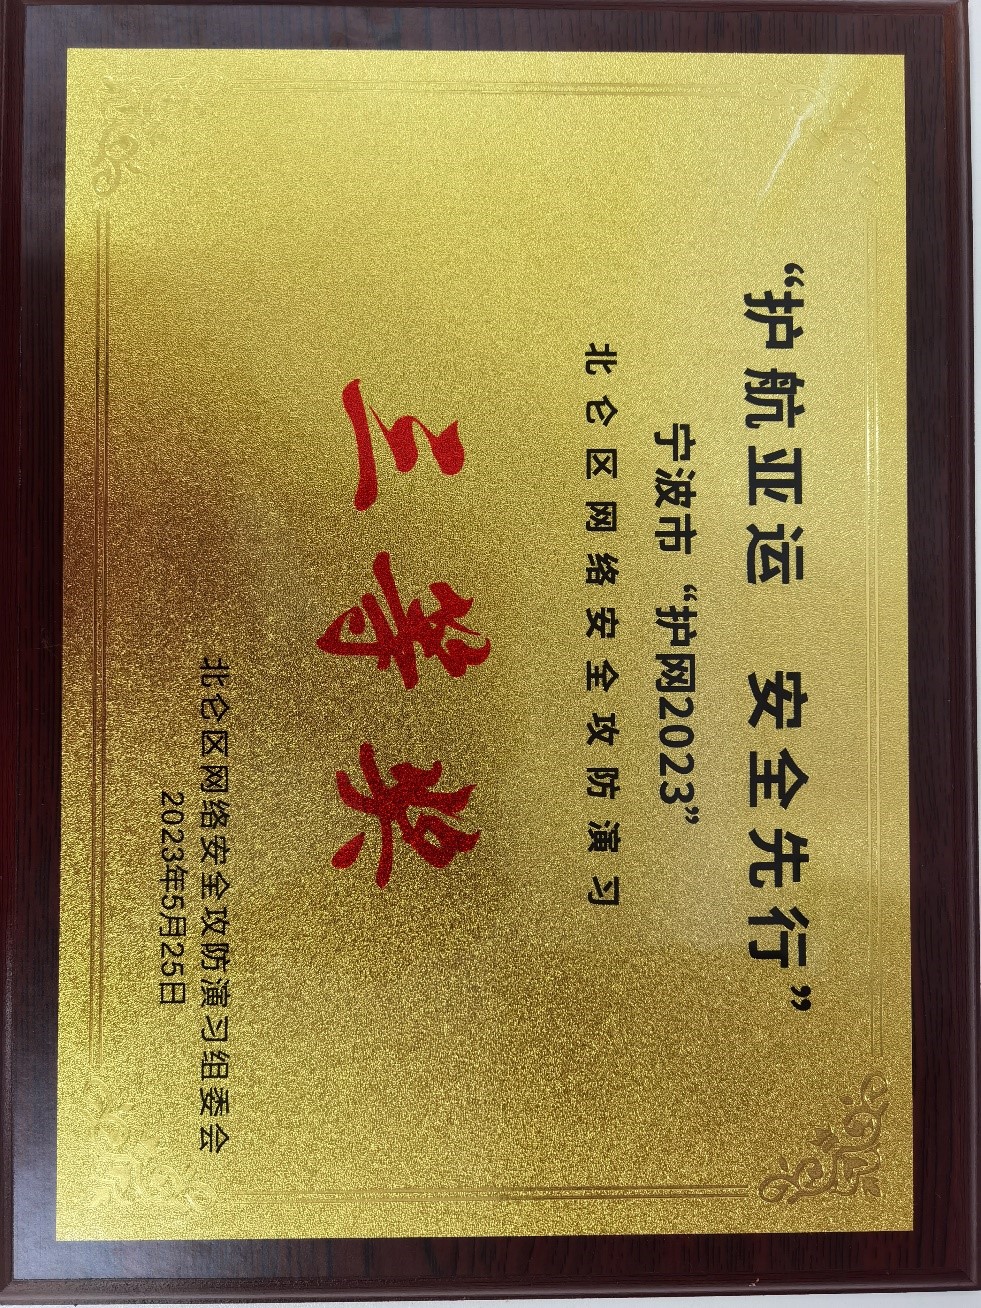 “护航亚运 安全先行”
宁波市“护网2023”
北仑区网络安全攻防演习
三等奖
北仑区网络安全攻防演习组委会
2023年5月25日